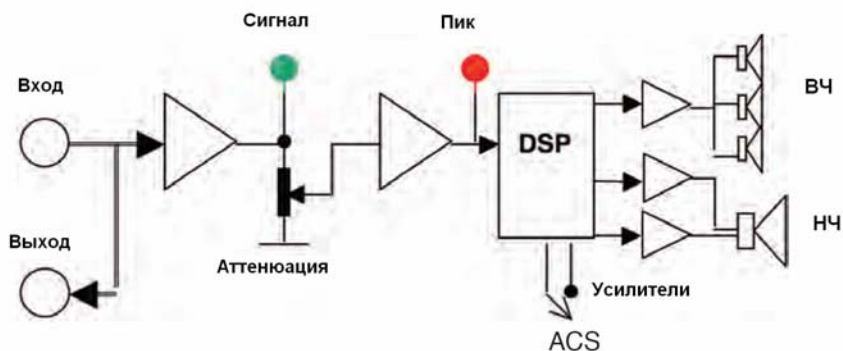 Сигнал
Пик
Вход
ВЧ
DSP
Выход
НЧ
Аттенюация
Усилители
ACS